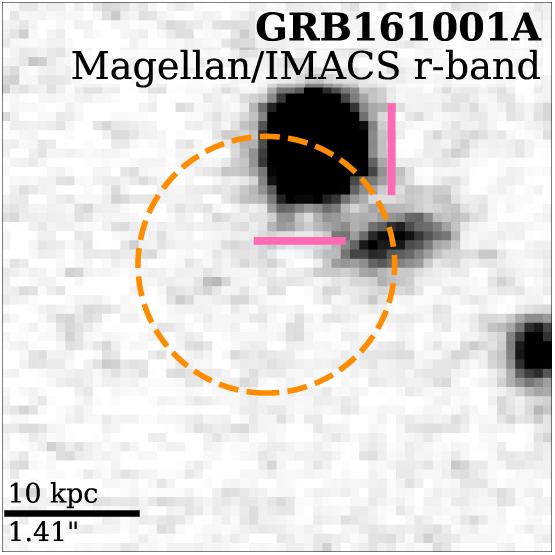 GRB161001A
Magellan/IMACS r-band
10 kpc
1.41"